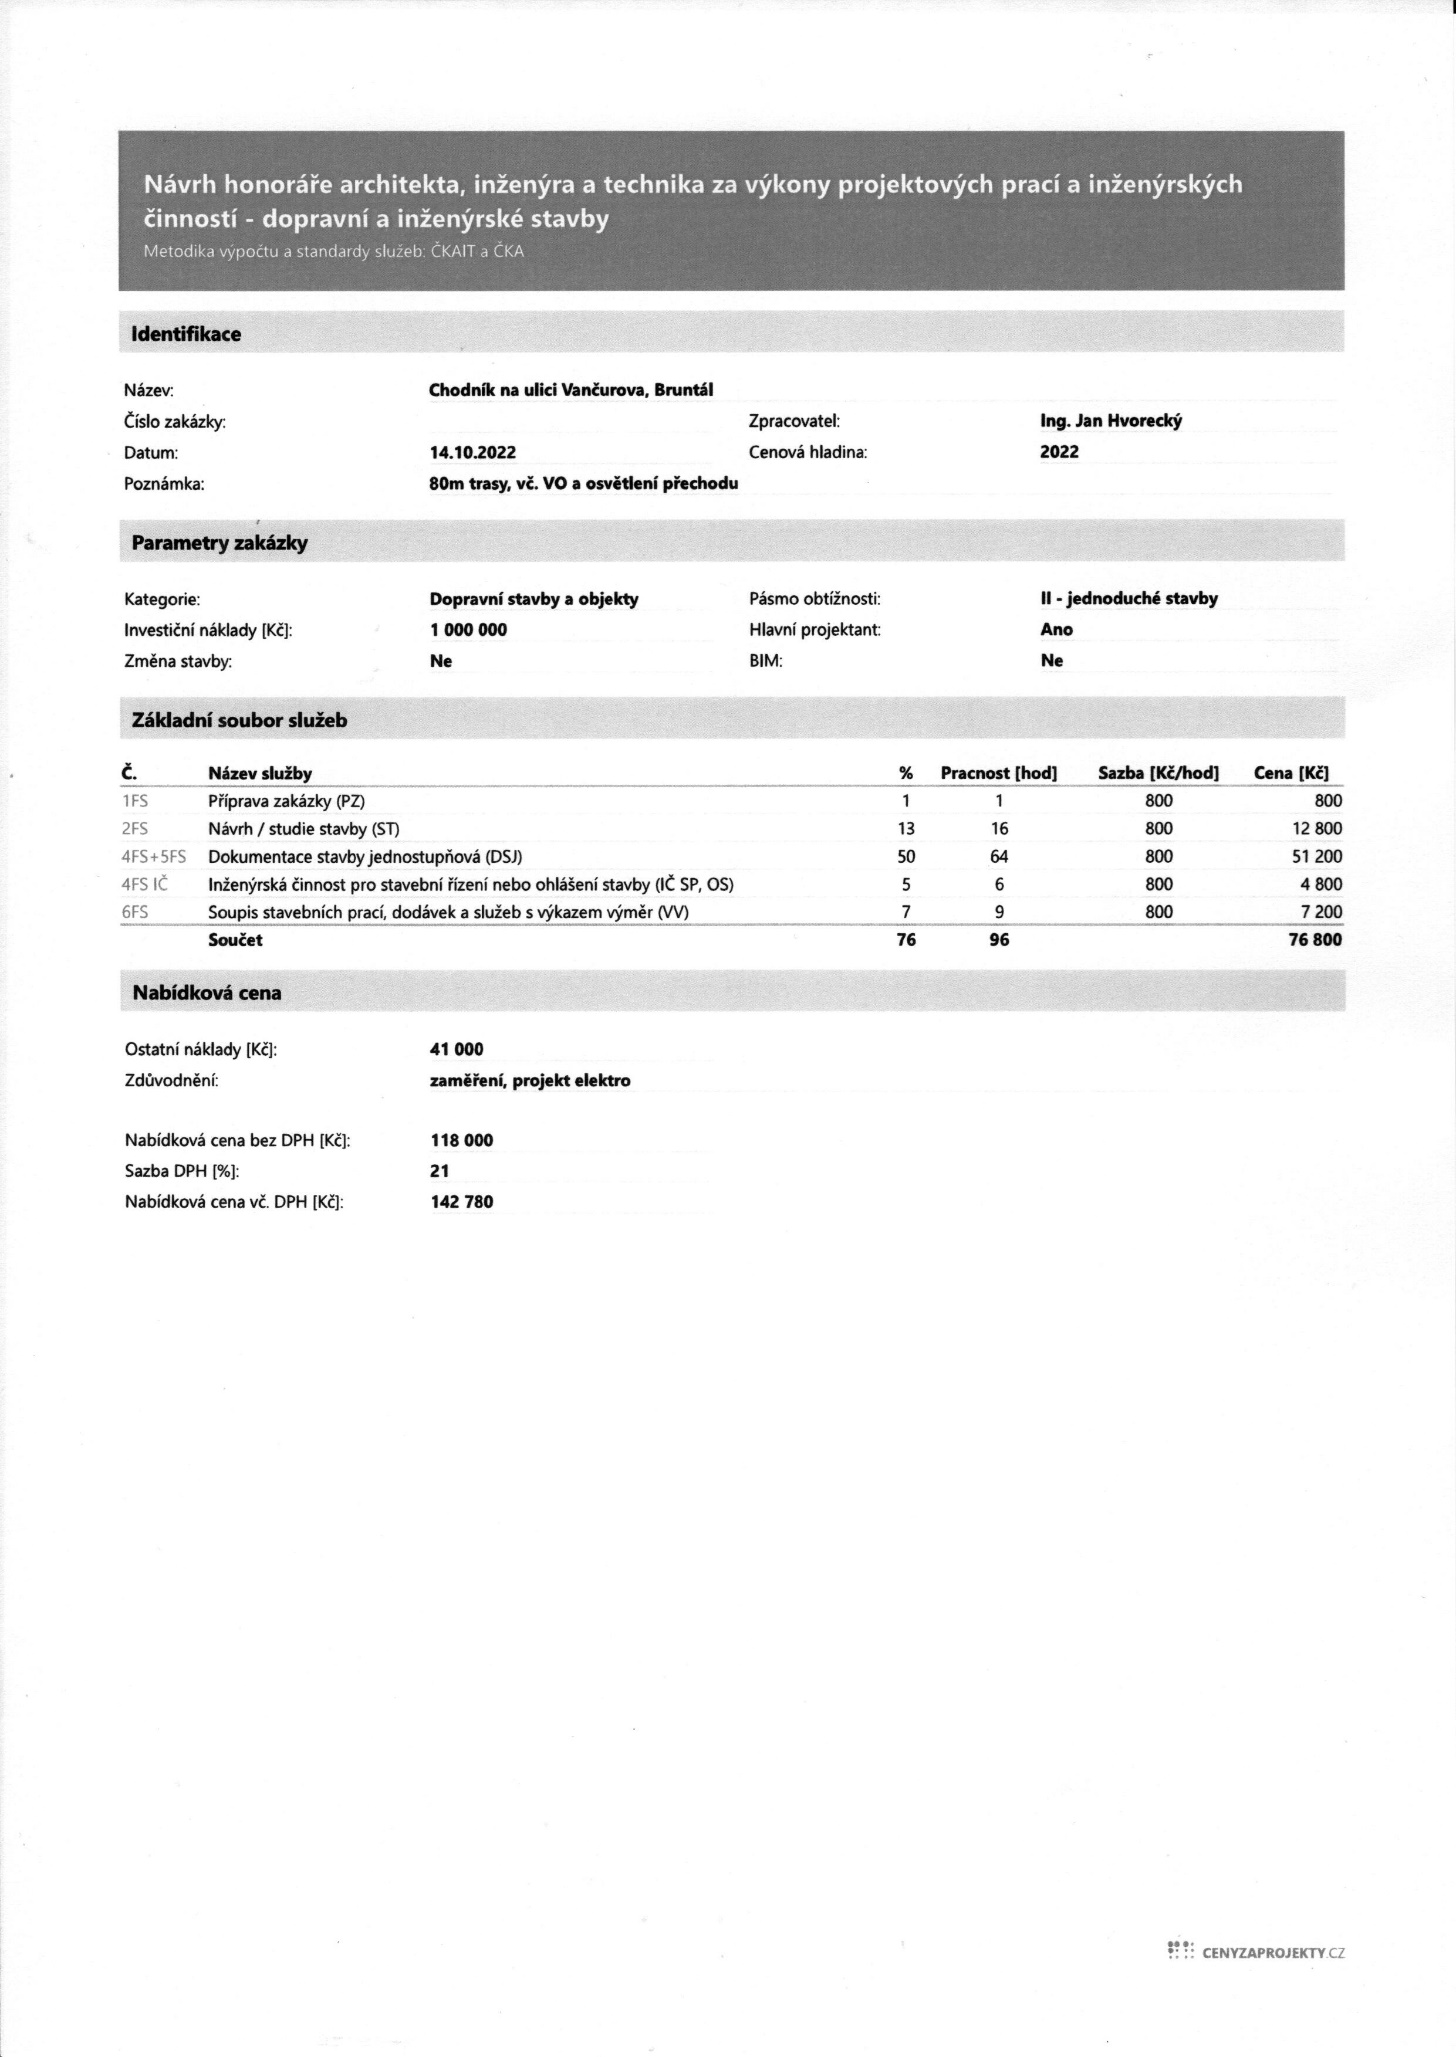 Návrh honoráře architekta, inženýra a technika za výkony projektových prací a inženýrských
činností - dopravní a inženýrské stavby
Metodika výpočtu a standardy služeb: ČKAIT a ČKA
Identifikace
Název: Chodník na ulici Vančurova, Bruntál
Číslo zakázky: Zpracovatel: Ing. Jan Hvorecký
Datum: 14.10.2022 Cenová hladina: 2022
Poznámka: 80m trasy, vč. VO a osvětlení přechodu
Parametry zakázky
Kategorie: Dopravní stavby a objekty Pásmo obtížnosti: II - jednoduché stavby
Investiční náklady [Kč]: 1 000 000 Hlavní projektant: Ano
Změna stavby: Ne BIM: Ne
Základní soubor služeb
Č. Název služby % Pracnost [hod] Sazba [Kč/hod] Cena [Kč]
1FS Příprava zakázky (PZ) 1 1 800 800
2FS Návrh / studie stavby (ST) 13 16 800 12 800
4FS+5FS Dokumentace stavby jednostupňová (DSJ) 50 64 800 51 200
4FS IČ Inženýrská činnost pro stavební řízení nebo ohlášení stavby (IČ SP, OS) 5 6 800 4 800
6FS Soupis stavebních prací, dodávek a služeb s výkazem výměr (VV) 7 9 800 7 200
Součet 76 96 76 800
Nabídková cena
Ostatní náklady [Kč]: 41 000
Zdůvodnění: zaměření, projekt elektro
Nabídková cena bez DPH [Kč]: 118 000
Sazba DPH [%]: 21
Nabídková cena vč. DPH [Kč]: 142 780
CENYZAPROJEKTY.CZ